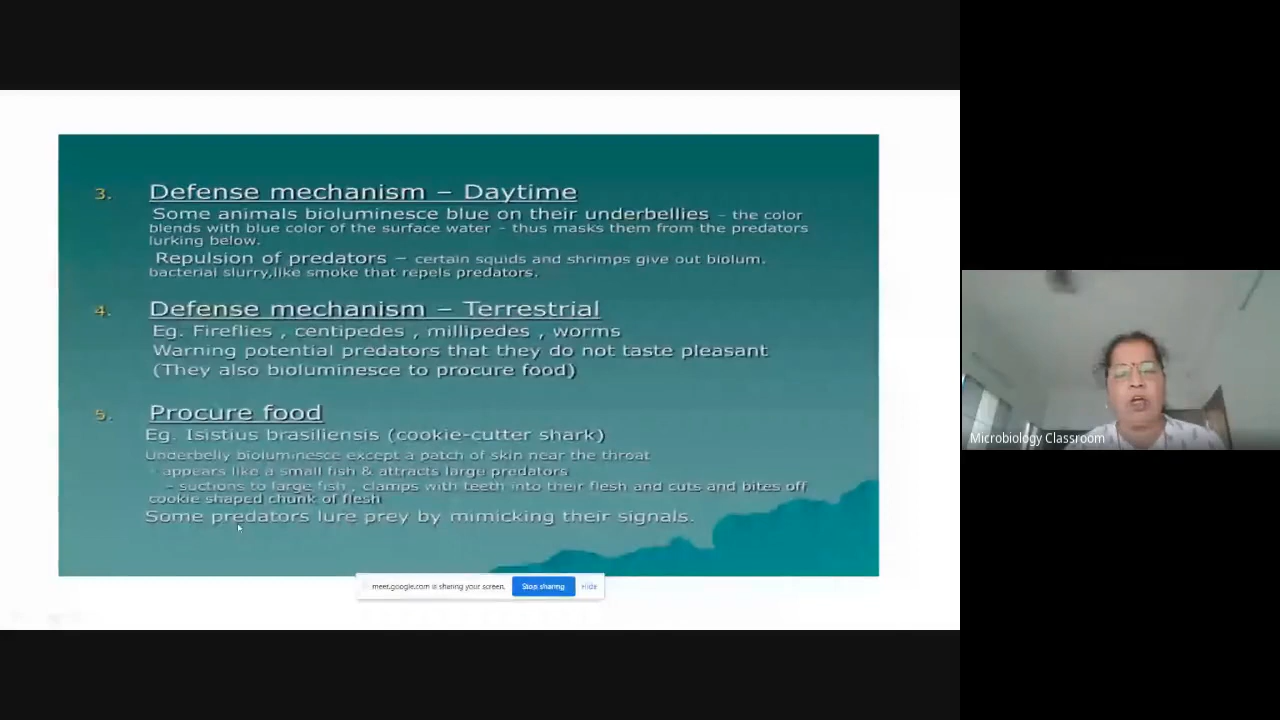 3. Defense mechanism – Daytime
Some animals bioluminesce blue on their underbellies – the color
blends with blue color of the surface water – thus masks them from the predators
lurking below.
Repulsion of predators – certain squids and shrimps give out biolum.
bacterial slurry,like smoke that repels predators.
4. Defense mechanism – Terrestrial
Eg. Fireflies , centipedes , millipedes , worms
Warning potential predators that they do not taste pleasant
(They also bioluminesce to procure food)
5. Procure food
Eg. Isistius brasiliensis (cookie-cutter shark)
Underbelly bioluminesce except a patch of skin near the throat
- appears like a small fish & attracts large predators
– suctions to large fish , clamps with teeth into their flesh and cuts and bites off
cookie shaped chunk of flesh
Some predators lure prey by mimicking their signals.
meet.google.com is sharing your screen. Stop sharing Hide
Microbiology Classroom